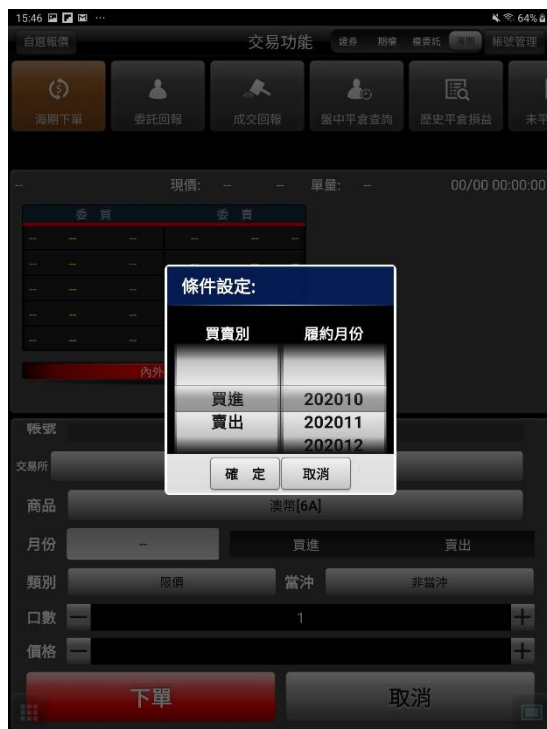 15:46 64%
自選報價 交易功能 證券 期權 複委託 海期 帳號管理
海期下單 委託回報 成交回報 盤中平倉查詢 歷史平倉損益 未平
-- 現價: -- -- 單量: -- 00/00 00:00:00
委 買 委 賣
-- -- -- -- -- --
-- -- -- -- -- --
-- -- --
-- -- --
-- -- --
內外
條件設定:
買賣別 履約月份
買進 202010
賣出 202011
202012
確 定 取消
帳號
交易所
商品 澳幣[6A]
月份 -- 買進 賣出
類別 限價 當沖 非當沖
口數 1
價格
下單 取消